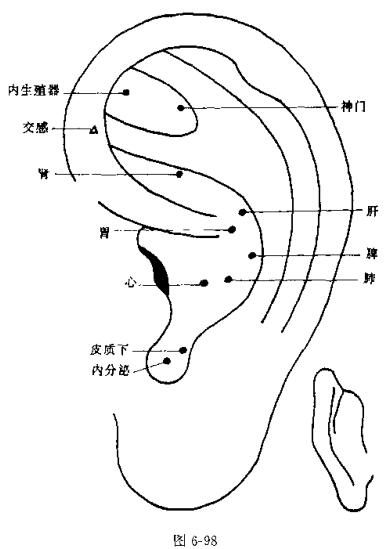 内生殖器
神门
交感
肾
肝
胃
脾
心
肺
皮质下
内分泌
图 6-98